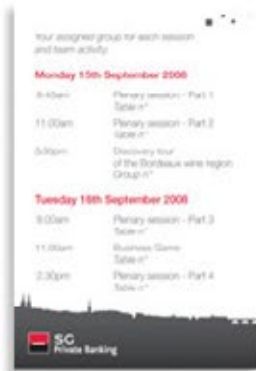 Your assigned group for each session
and team activity
Monday 15th September 2008
8:45am Plenary session - Part 1
Table n°
11:00am Plenary session - Part 2
Table n°
Discovery tour
of the Bordeaux wine region
Group n°
Tuesday 16th September 2008
9:00am Plenary session - Part 3
Table n°
11:00am Business Game
Table n°
2:30pm Plenary session - Part 4
Table n°
SG
Private Banking